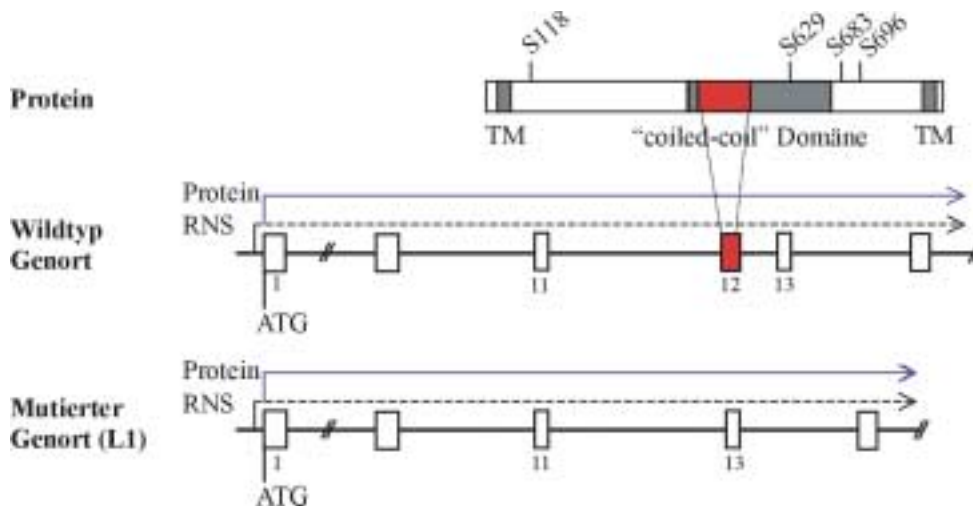 S118 S629 S683 S696
Protein
TM "coiled-coil" Domäne TM
Protein
RNS
Wildtyp
Genort
1 11 12 13
ATG
Protein
RNS
Mutierter
Genort (L1)
1 11 13
ATG